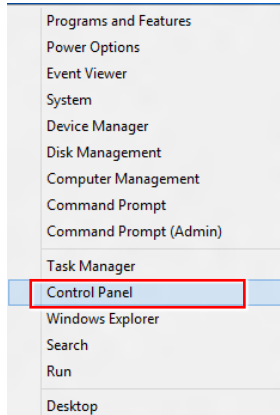 Programs and Features
Power Options
Event Viewer
System
Device Manager
Disk Management
Computer Management
Command Prompt
Command Prompt (Admin)
Task Manager
Control Panel
Windows Explorer
Search
Run
Desktop